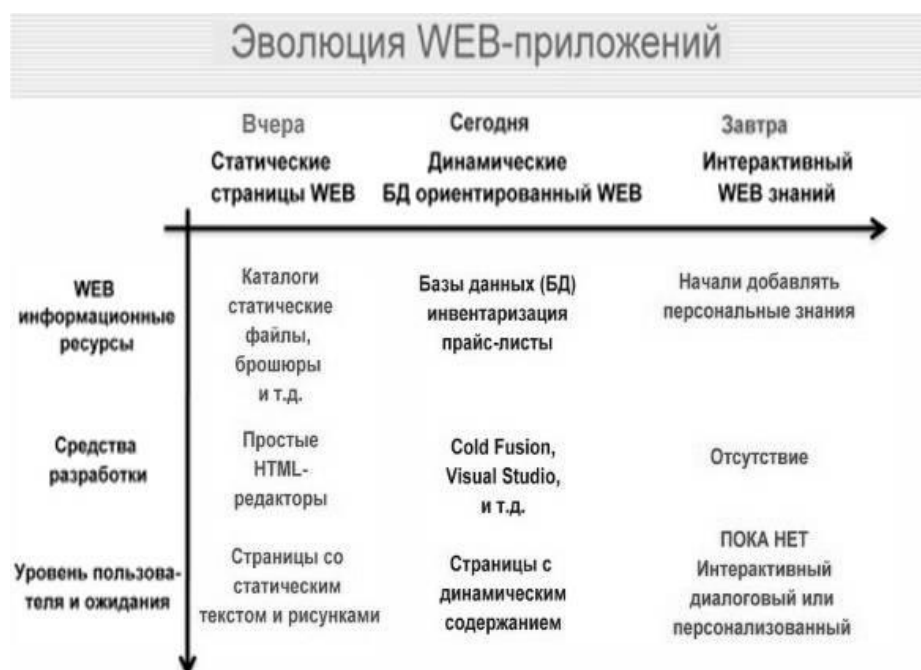 Эволюция WEB-приложений
Вчера
Сегодня
Завтра
Статические
страницы WEB
Динамические
БД ориентированный WEB
Интерактивный
WEB знаний
WEB
информационные
ресурсы
Каталоги
статические
файлы,
брошюры
и т.д.
Базы данных (БД)
инвентаризация
прайс-листы
Начали добавлять
персональные знания
Средства
разработки
Простые
HTML-
редакторы
Cold Fusion,
Visual Studio,
и т.д.
Отсутствие
Уровень пользова-
теля и ожидания
Страницы со
статическим
текстом и рисунками
Страницы с
динамическим
содержанием
ПОКА НЕТ
Интерактивный
диалоговый или
персонализованный